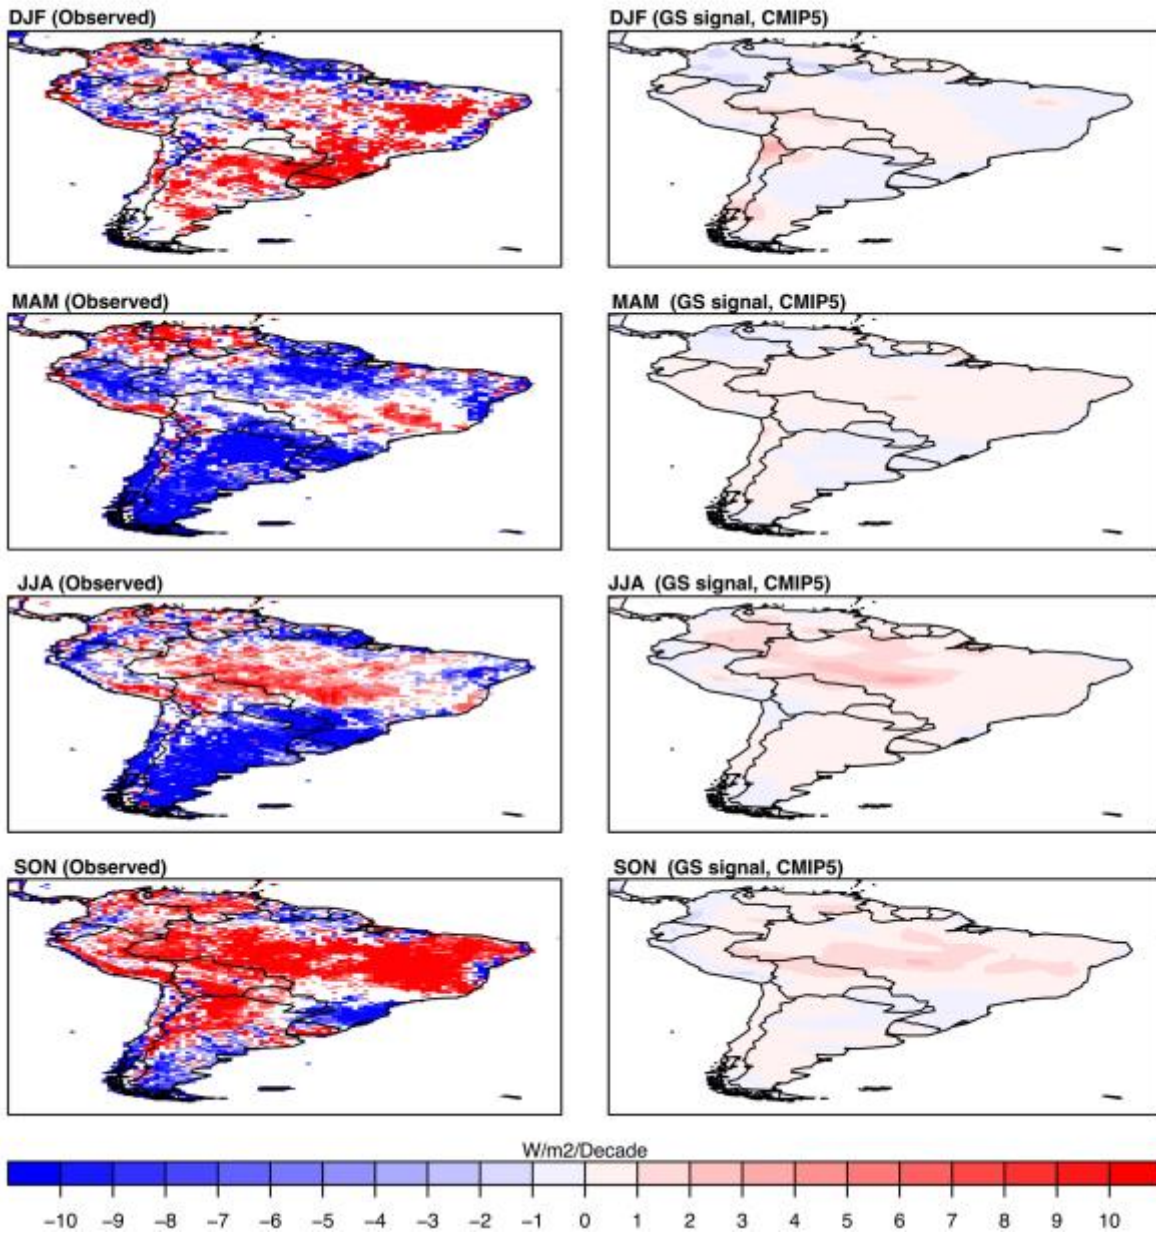 DJF (Observed)
DJF (GS signal, CMIP5)
MAM (Observed)
MAM (GS signal, CMIP5)
JJA (Observed)
JJA (GS signal, CMIP5)
SON (Observed)
SON (GS signal, CMIP5)
W/m2/Decade
−10 −9 −8 −7 −6 −5 −4 −3 −2 −1 0 1 2 3 4 5 6 7 8 9 10